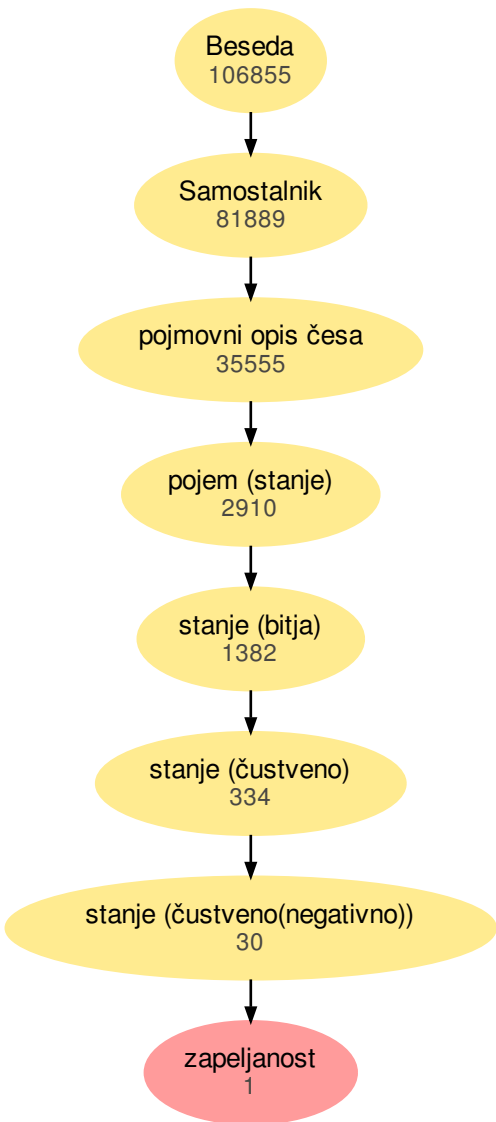 Beseda
106855
Samostalnik
81889
pojmovni opis česa
35555
pojem (stanje)
2910
stanje (bitja)
1382
stanje (čustveno)
334
stanje (čustveno(negativno))
30
zapeljanost
1